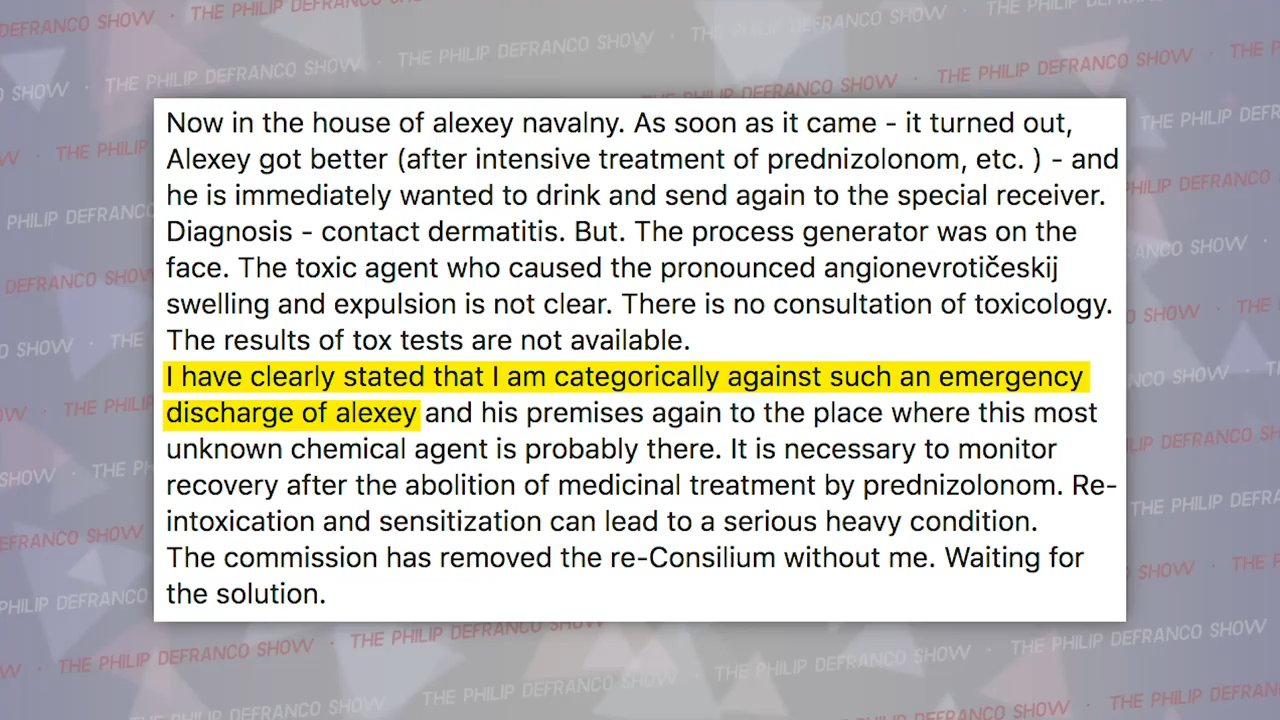 Now in the house of alexey navalny. As soon as it came - it turned out,
Alexey got better (after intensive treatment of prednizolonom, etc. ) - and
he is immediately wanted to drink and send again to the special receiver.
Diagnosis - contact dermatitis. But. The process generator was on the
face. The toxic agent who caused the pronounced angionevrotičeskij
swelling and expulsion is not clear. There is no consultation of toxicology.
The results of tox tests are not available.
I have clearly stated that I am categorically against such an emergency
discharge of alexey and his premises again to the place where this most
unknown chemical agent is probably there. It is necessary to monitor
recovery after the abolition of medicinal treatment by prednizolonom. Re-
intoxication and sensitization can lead to a serious heavy condition.
The commission has removed the re-Consilium without me. Waiting for
the solution.
THE PHILIP DEFRANCO SHOW